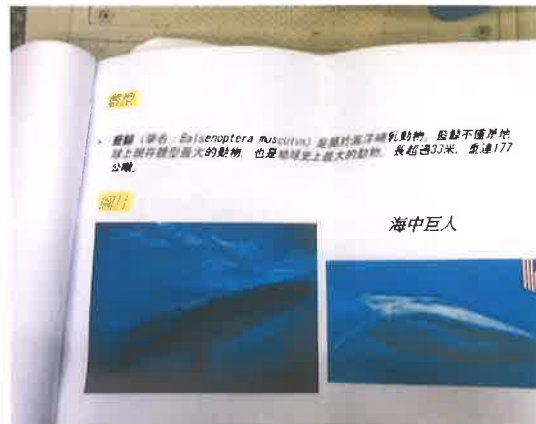 藍鯨（學名：Balaenoptera musculus）是屬於海洋哺乳動物，藍鯨不僅是地
球上現存體型最大的動物，也是地球史上最大的動物，長超過33米，重達177
公噸。
圖片
海中巨人